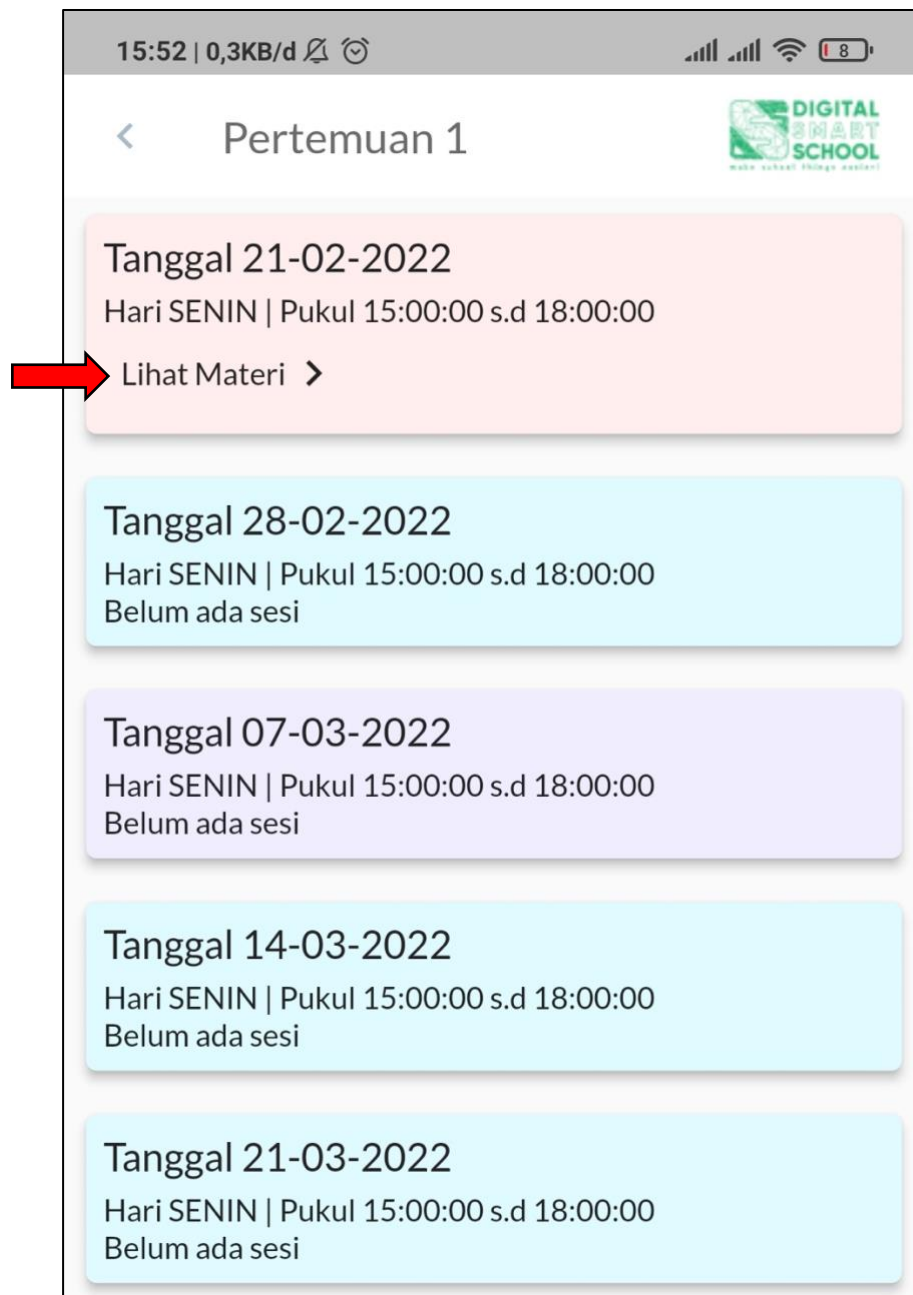 15:52 | 0,3KB/d
8
Pertemuan 1
DIGITAL
SMART
SCHOOL
make school things easier!
Tanggal 21-02-2022
Hari SENIN | Pukul 15:00:00 s.d 18:00:00
Lihat Materi
Tanggal 28-02-2022
Hari SENIN | Pukul 15:00:00 s.d 18:00:00
Belum ada sesi
Tanggal 07-03-2022
Hari SENIN | Pukul 15:00:00 s.d 18:00:00
Belum ada sesi
Tanggal 14-03-2022
Hari SENIN | Pukul 15:00:00 s.d 18:00:00
Belum ada sesi
Tanggal 21-03-2022
Hari SENIN | Pukul 15:00:00 s.d 18:00:00
Belum ada sesi